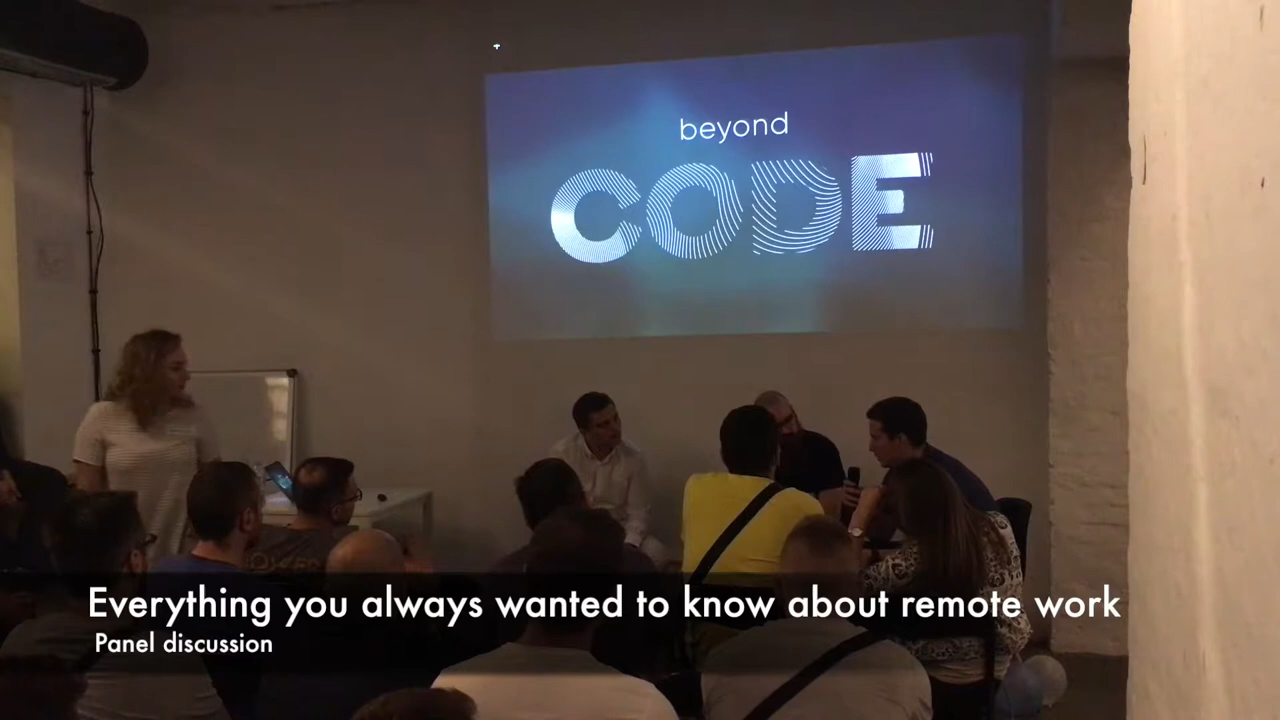 beyond
CODE
Everything you always wanted to know about remote work
Panel discussion